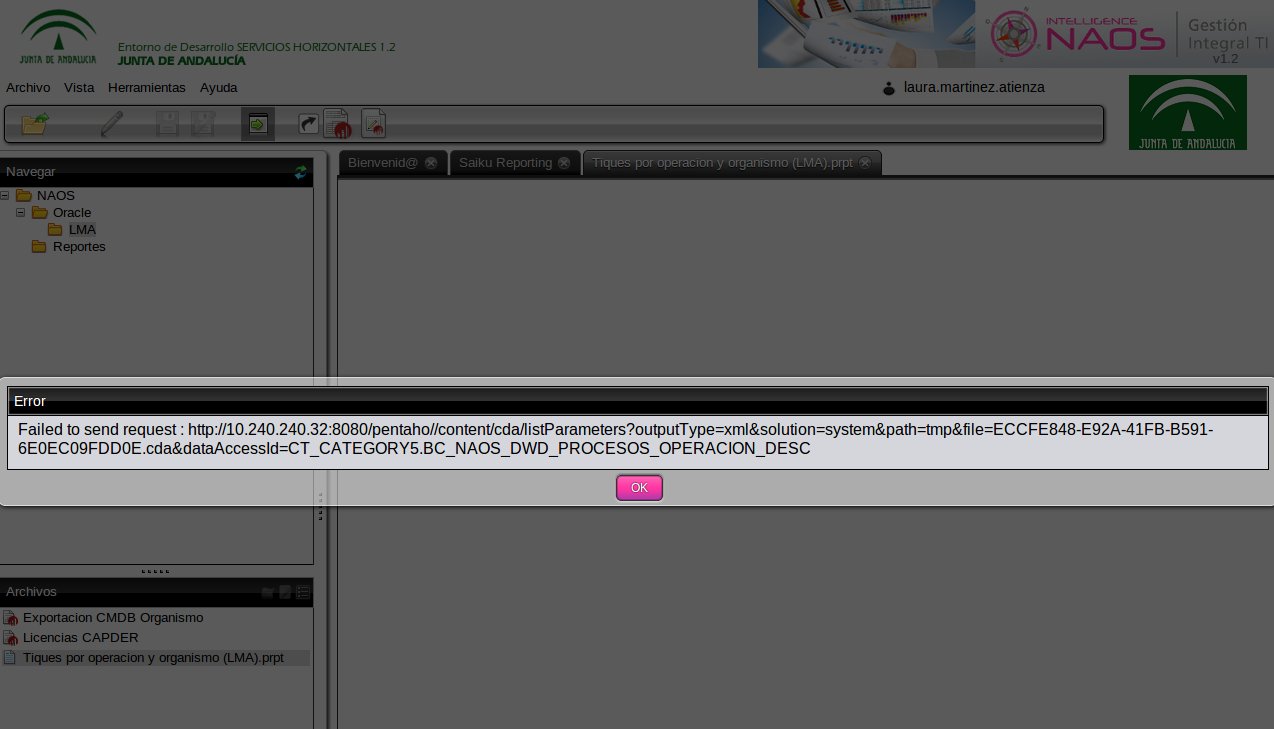 JUNTA DE ANDALUCIA
Entorno de Desarrollo SERVICIOS HORIZONTALES 1.2
JUNTA DE ANDALUCÍA
INTELLIGENCE
NAOS
Gestión
Integral TI
v1.2
Archivo Vista Herramientas Ayuda
laura.martinez.atienza
JUNTA DE ANDALUCIA
Navegar
Bienvenid@ Saiku Reporting Tiques por operacion y organismo (LMA).prpt
NAOS
Oracle
LMA
Reportes
Error
Failed to send request : http://10.240.240.32:8080/pentaho//content/cda/listParameters?outputType=xml&solution=system&path=tmp&file=ECCFE848-E92A-41FB-B591-
6E0EC09FDD0E.cda&dataAccessId=CT_CATEGORY5.BC_NAOS_DWD_PROCESOS_OPERACION_DESC
OK
Archivos
Exportacion CMDB Organismo
Licencias CAPDER
Tiques por operacion y organismo (LMA).prpt